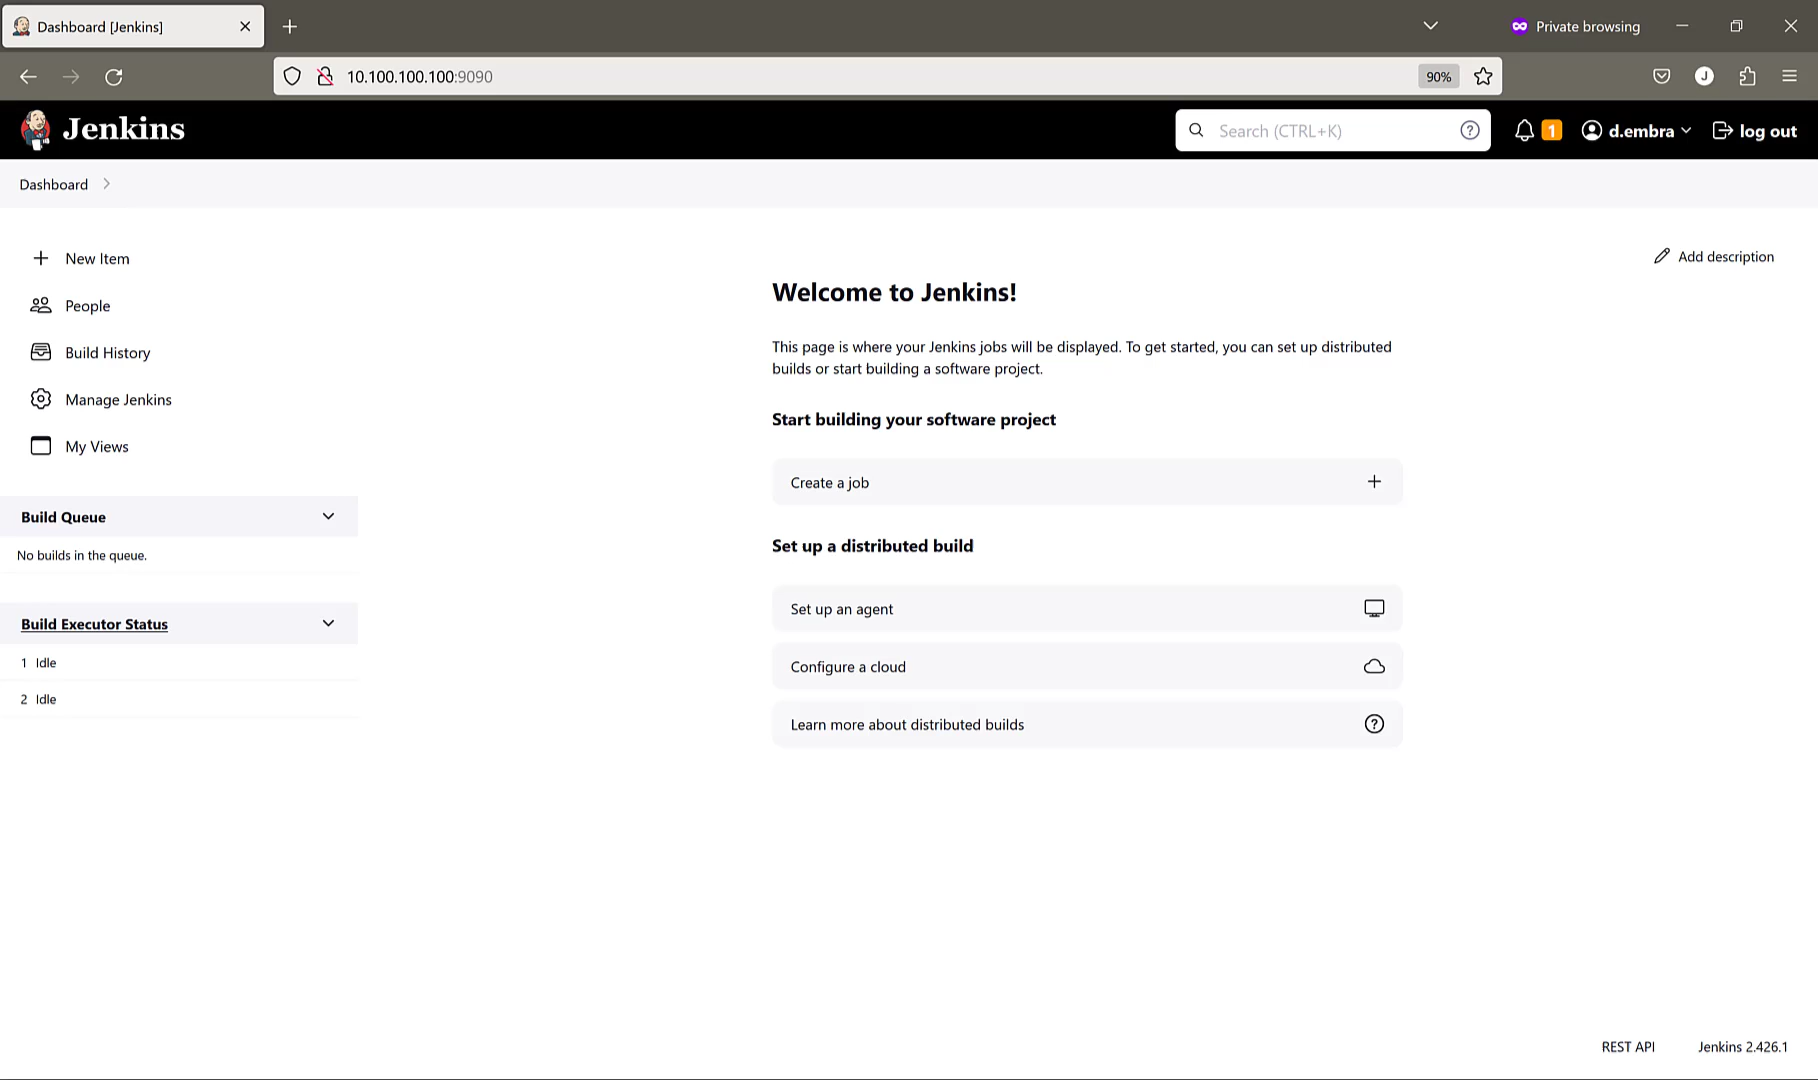 Dashboard [Jenkins]
Private browsing
10.100.100.100:9090
90%
J
Jenkins
Search (CTRL+K)
1
d.embra
log out
Dashboard
New Item
People
Build History
Manage Jenkins
My Views
Build Queue
No builds in the queue.
Build Executor Status
1 Idle
2 Idle
Add description
Welcome to Jenkins!
This page is where your Jenkins jobs will be displayed. To get started, you can set up distributed
builds or start building a software project.
Start building your software project
Create a job
Set up a distributed build
Set up an agent
Configure a cloud
Learn more about distributed builds
REST API
Jenkins 2.426.1